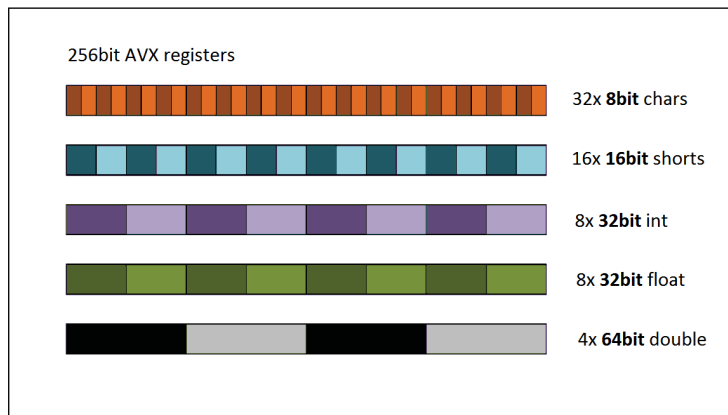 256bit AVX registers
32x 8bit chars
16x 16bit shorts
8x 32bit int
8x 32bit float
4x 64bit double